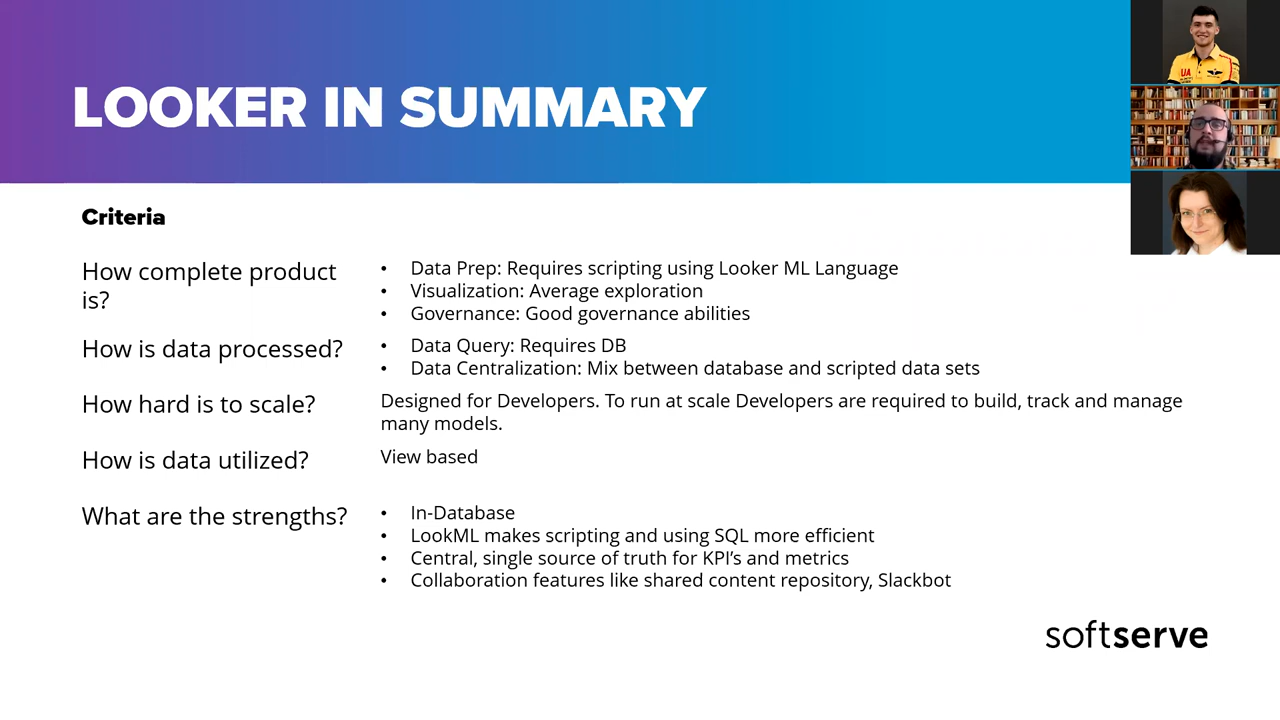 LOOKER IN SUMMARY
UA
Criteria
How complete product
is?
• Data Prep: Requires scripting using Looker ML Language
• Visualization: Average exploration
• Governance: Good governance abilities
How is data processed?
• Data Query: Requires DB
• Data Centralization: Mix between database and scripted data sets
How hard is to scale?
Designed for Developers. To run at scale Developers are required to build, track and manage
many models.
How is data utilized?
View based
What are the strengths?
• In-Database
• LookML makes scripting and using SQL more efficient
• Central, single source of truth for KPI’s and metrics
• Collaboration features like shared content repository, Slackbot
softserve